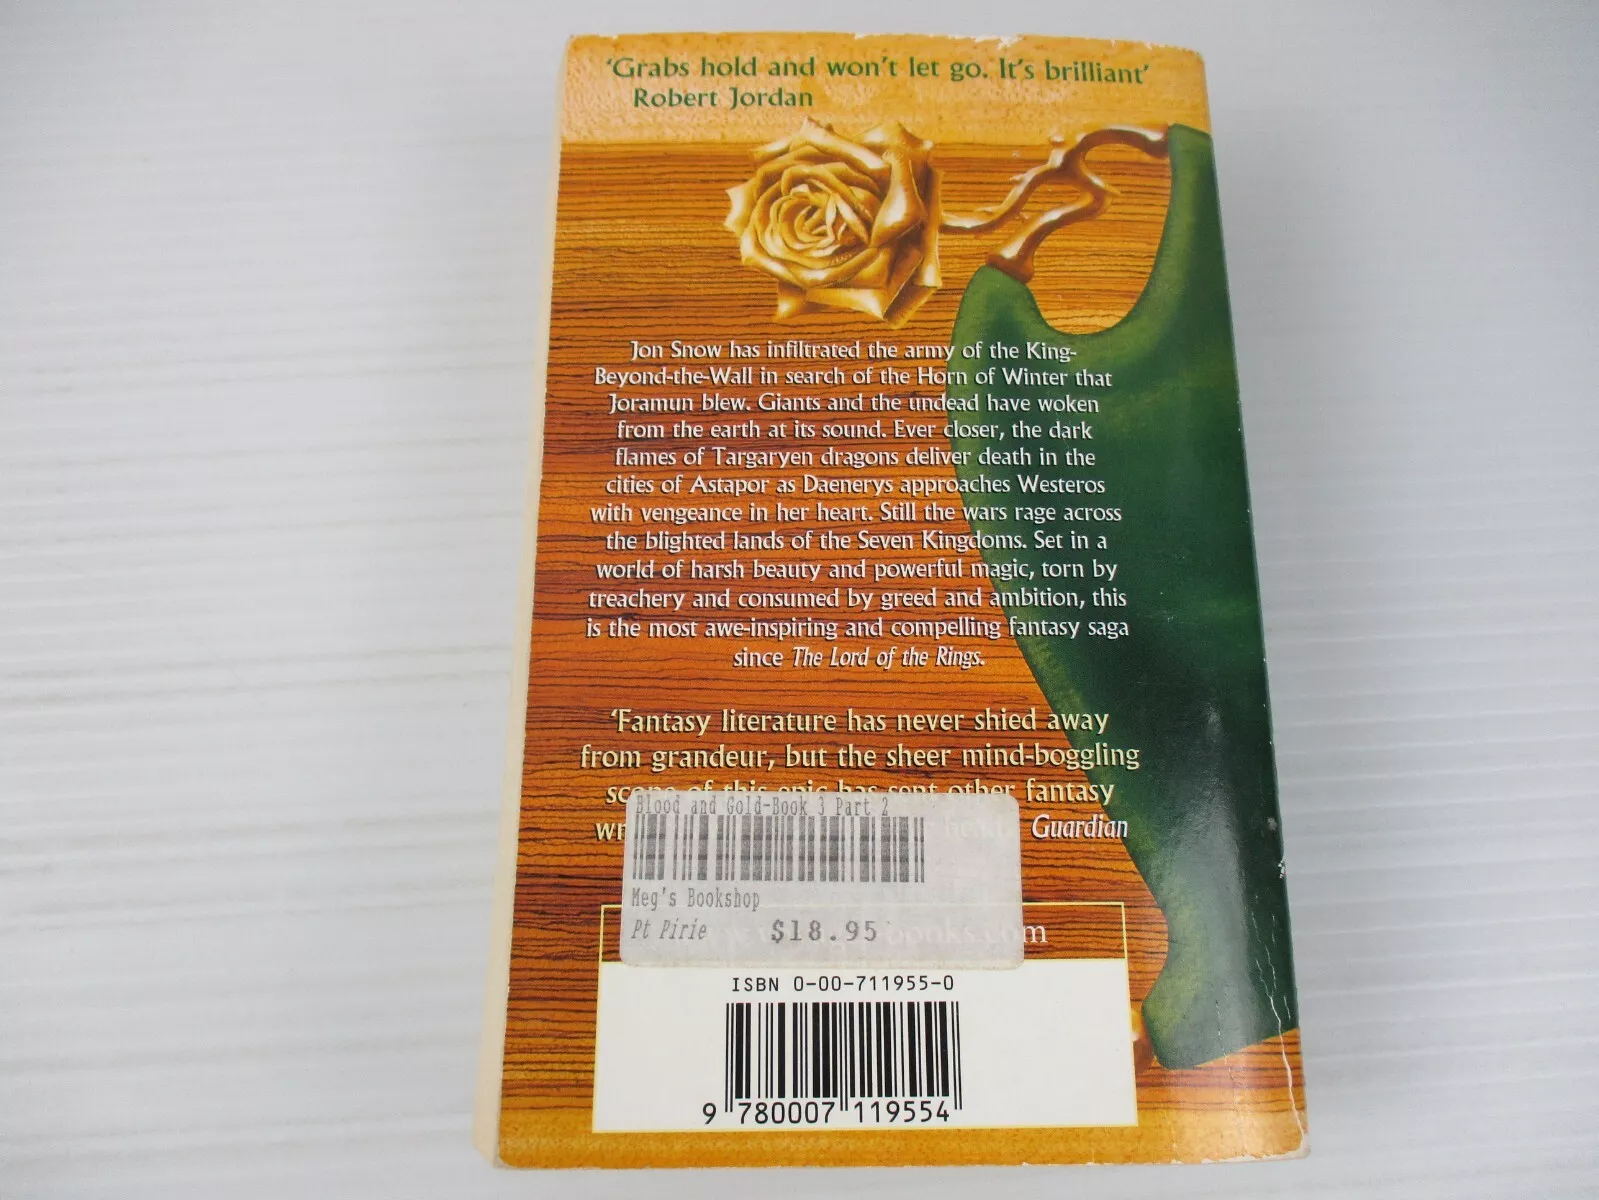 ‘Grabs hold and won’t let go. It’s brilliant’
Robert Jordan
Jon Snow has infiltrated the army of the King-
Beyond-the-Wall in search of the Horn of Winter that
Joramun blew. Giants and the undead have woken
from the earth at its sound. Ever closer, the dark
flames of Targaryen dragons deliver death in the
cities of Astapor as Daenerys approaches Westeros
with vengeance in her heart. Still the wars rage across
the blighted lands of the Seven Kingdoms. Set in a
world of harsh beauty and powerful magic, torn by
treachery and consumed by greed and ambition, this
is the most awe-inspiring and compelling fantasy saga
since The Lord of the Rings.
‘Fantasy literature has never shied away
from grandeur, but the sheer mind-boggling
of this epic has sent other fantasy
Guardian
Blood and Gold-Book 3 Part 2
Meg's Bookshop
Pt Pirie $18.95
ISBN 0-00-711955-0
9 780007 119554